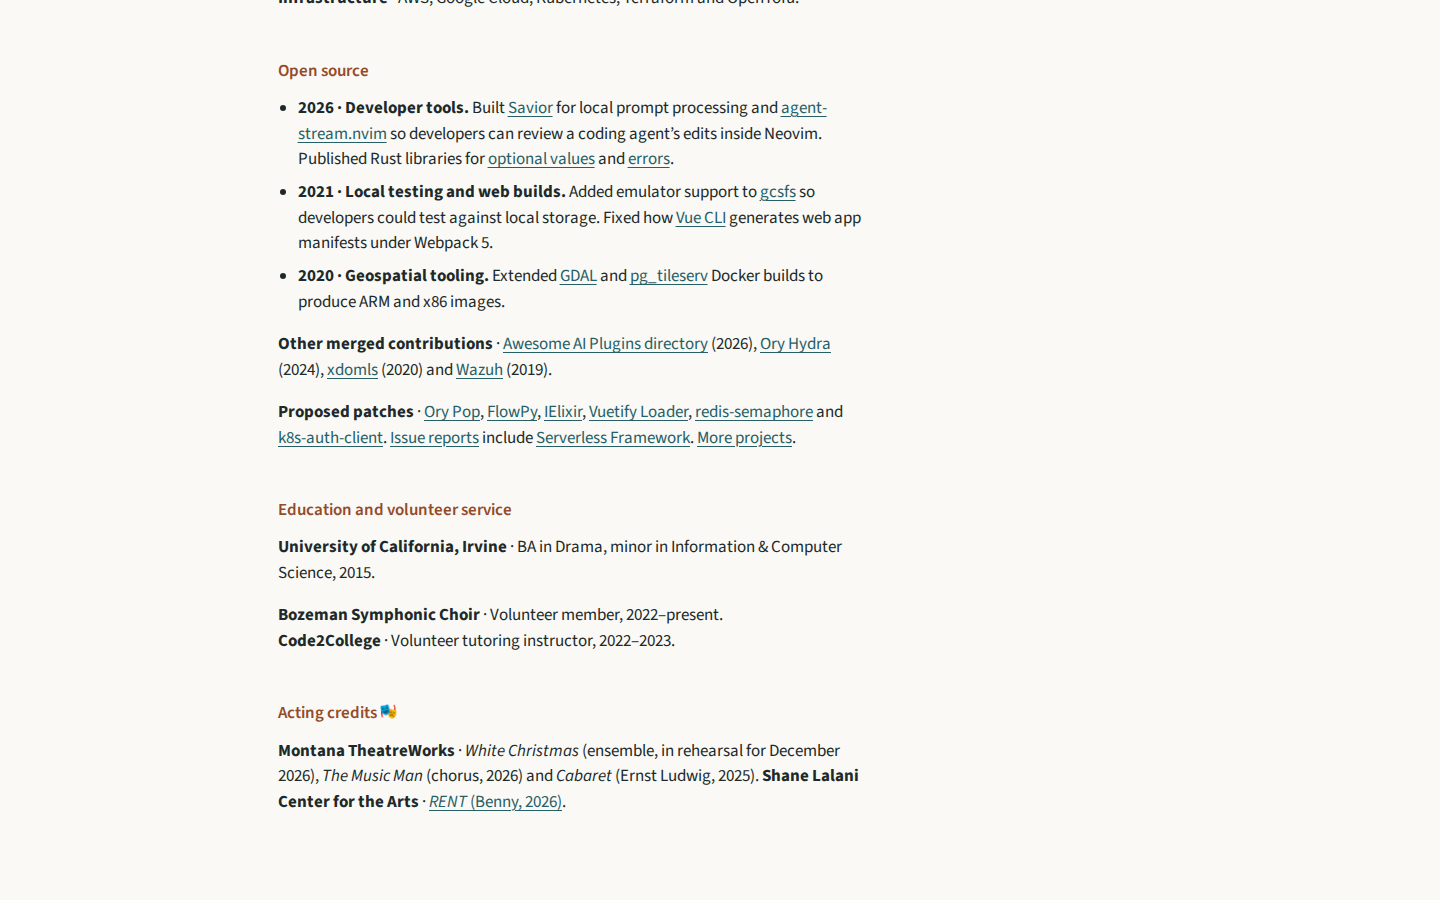 Infrastructure · AWS, Google Cloud, Kubernetes, Terraform and OpenTofu.
Open source
• 2026 · Developer tools. Built Savior for local prompt processing and agent-
stream.nvim so developers can review a coding agent’s edits inside Neovim.
Published Rust libraries for optional values and errors.
• 2021 · Local testing and web builds. Added emulator support to gcsfs so
developers could test against local storage. Fixed how Vue CLI generates web app
manifests under Webpack 5.
• 2020 · Geospatial tooling. Extended GDAL and pg_tileserv Docker builds to
produce ARM and x86 images.
Other merged contributions · Awesome AI Plugins directory (2026), Ory Hydra
(2024), xdomls (2020) and Wazuh (2019).
Proposed patches · Ory Pop, FlowPy, IElixir, Vuetify Loader, redis-semaphore and
k8s-auth-client. Issue reports include Serverless Framework. More projects.
Education and volunteer service
University of California, Irvine · BA in Drama, minor in Information & Computer
Science, 2015.
Bozeman Symphonic Choir · Volunteer member, 2022–present.
Code2College · Volunteer tutoring instructor, 2022–2023.
Acting credits 🎭
Montana TheatreWorks · White Christmas (ensemble, in rehearsal for December
2026), The Music Man (chorus, 2026) and Cabaret (Ernst Ludwig, 2025). Shane Lalani
Center for the Arts · RENT (Benny, 2026).